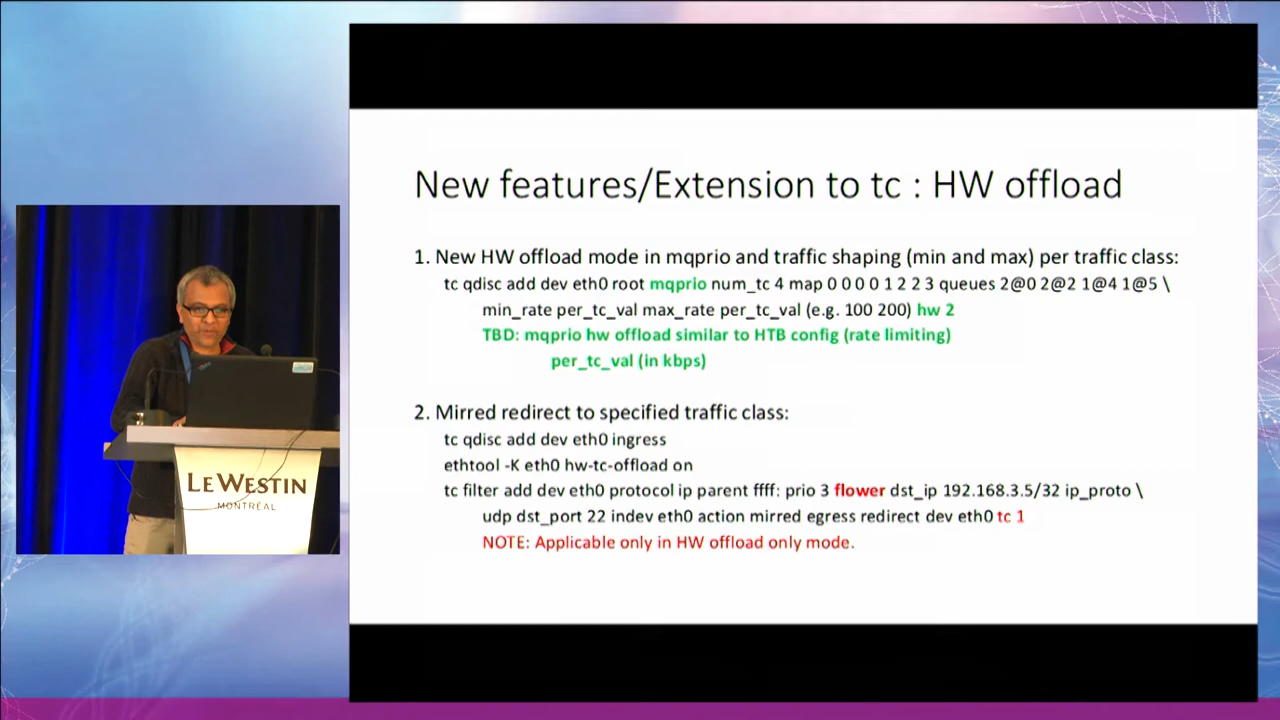 New features/Extension to tc : HW offload
1. New HW offload mode in mqprio and traffic shaping (min and max) per traffic class:
tc qdisc add dev eth0 root mqprio num_tc 4 map 0 0 0 0 1 2 2 3 queues 2@0 2@2 1@4 1@5 \
min_rate per_tc_val max_rate per_tc_val (e.g. 100 200) hw 2
TBD: mqprio hw offload similar to HTB config (rate limiting)
per_tc_val (in kbps)
2. Mirred redirect to specified traffic class:
tc qdisc add dev eth0 ingress
ethtool -K eth0 hw-tc-offload on
tc filter add dev eth0 protocol ip parent ffff: prio 3 flower dst_ip 192.168.3.5/32 ip_proto \
udp dst_port 22 indev eth0 action mirred egress redirect dev eth0 tc 1
NOTE: Applicable only in HW offload only mode.
LE WESTIN
MONTRÉAL